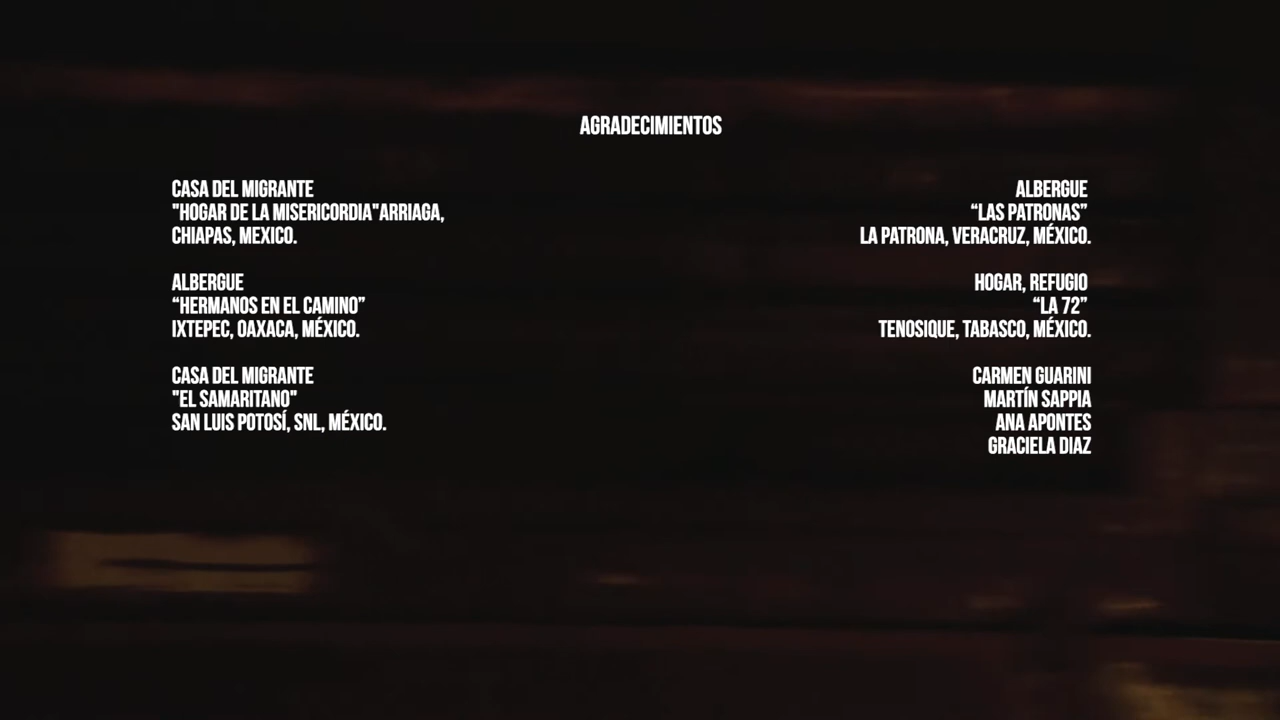 AGRADECIMIENTOS
CASA DEL MIGRANTE
"HOGAR DE LA MISERICORDIA"ARRIAGA,
CHIAPAS, MEXICO.
ALBERGUE
“HERMANOS EN EL CAMINO”
IXTEPEC, OAXACA, MÉXICO.
CASA DEL MIGRANTE
"EL SAMARITANO"
SAN LUIS POTOSÍ, SNL, MÉXICO.
ALBERGUE
“LAS PATRONAS”
LA PATRONA, VERACRUZ, MÉXICO.
HOGAR, REFUGIO
“LA 72”
TENOSIQUE, TABASCO, MÉXICO.
CARMEN GUARINI
MARTÍN SAPPIA
ANA APONTES
GRACIELA DIAZ